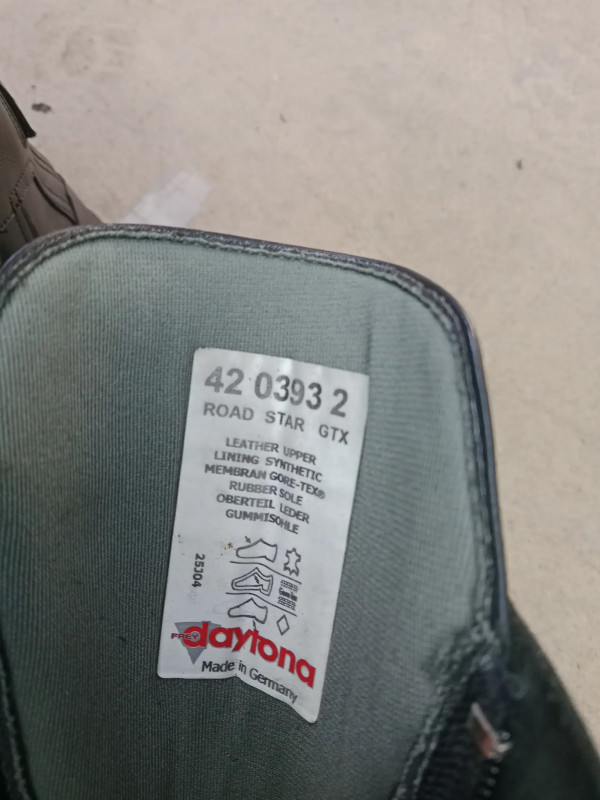 42 0393 2
ROAD STAR GTX
LEATHER UPPER
LINING SYNTHETIC
MEMBRAN GORE-TEX®
RUBBER SOLE
OBERTEIL LEDER
GUMMISOHLE
25304
FREY daytona
Made in Germany